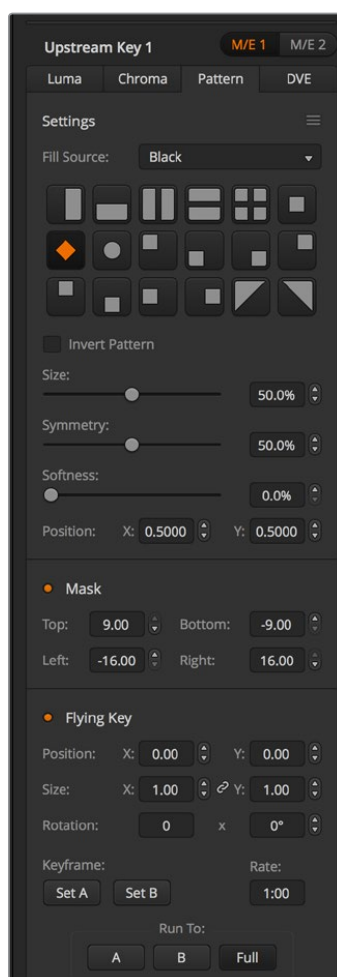 Upstream Key 1 M/E 1 M/E 2
Luma Chroma Pattern DVE
Settings
Fill Source: Black
Invert Pattern
Size:
50.0%
Symmetry:
50.0%
Softness:
0.0%
Position: X: 0.5000 Y: 0.5000
Mask
Top: 9.00 Bottom: -9.00
Left: -16.00 Right: 16.00
Flying Key
Position: X: 0.00 Y: 0.00
Size: X: 1.00 Y: 1.00
Rotation: 0 x 0°
Keyframe: Rate:
Set A Set B 1:00
Run To:
A B Full